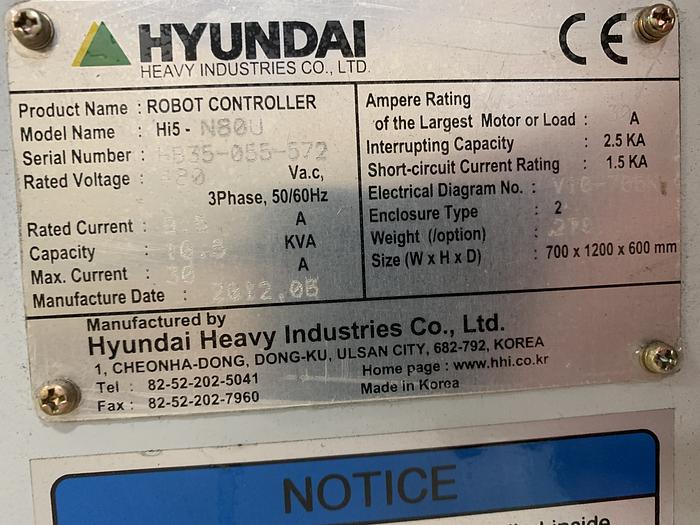 HYUNDAI
HEAVY INDUSTRIES CO., LTD.
CE
Product Name : ROBOT CONTROLLER
Model Name : Hi5 - N80U
Serial Number :
Rated Voltage : Va.c,
3Phase, 50/60Hz
Rated Current : A
Capacity : KVA
Max. Current : 30 A
Manufacture Date : 2012.05
Ampere Rating
of the Largest Motor or Load : A
Interrupting Capacity : 2.5 KA
Short-circuit Current Rating : 1.5 KA
Electrical Diagram No. :
Enclosure Type : 2
Weight (/option) :
Size (W x H x D) : 700 x 1200 x 600 mm
Manufactured by
Hyundai Heavy Industries Co., Ltd.
1, CHEONHA-DONG, DONG-KU, ULSAN CITY, 682-792, KOREA
Tel : 82-52-202-5041
Fax : 82-52-202-7960
Home page : www.hhi.co.kr
Made in Korea
NOTICE